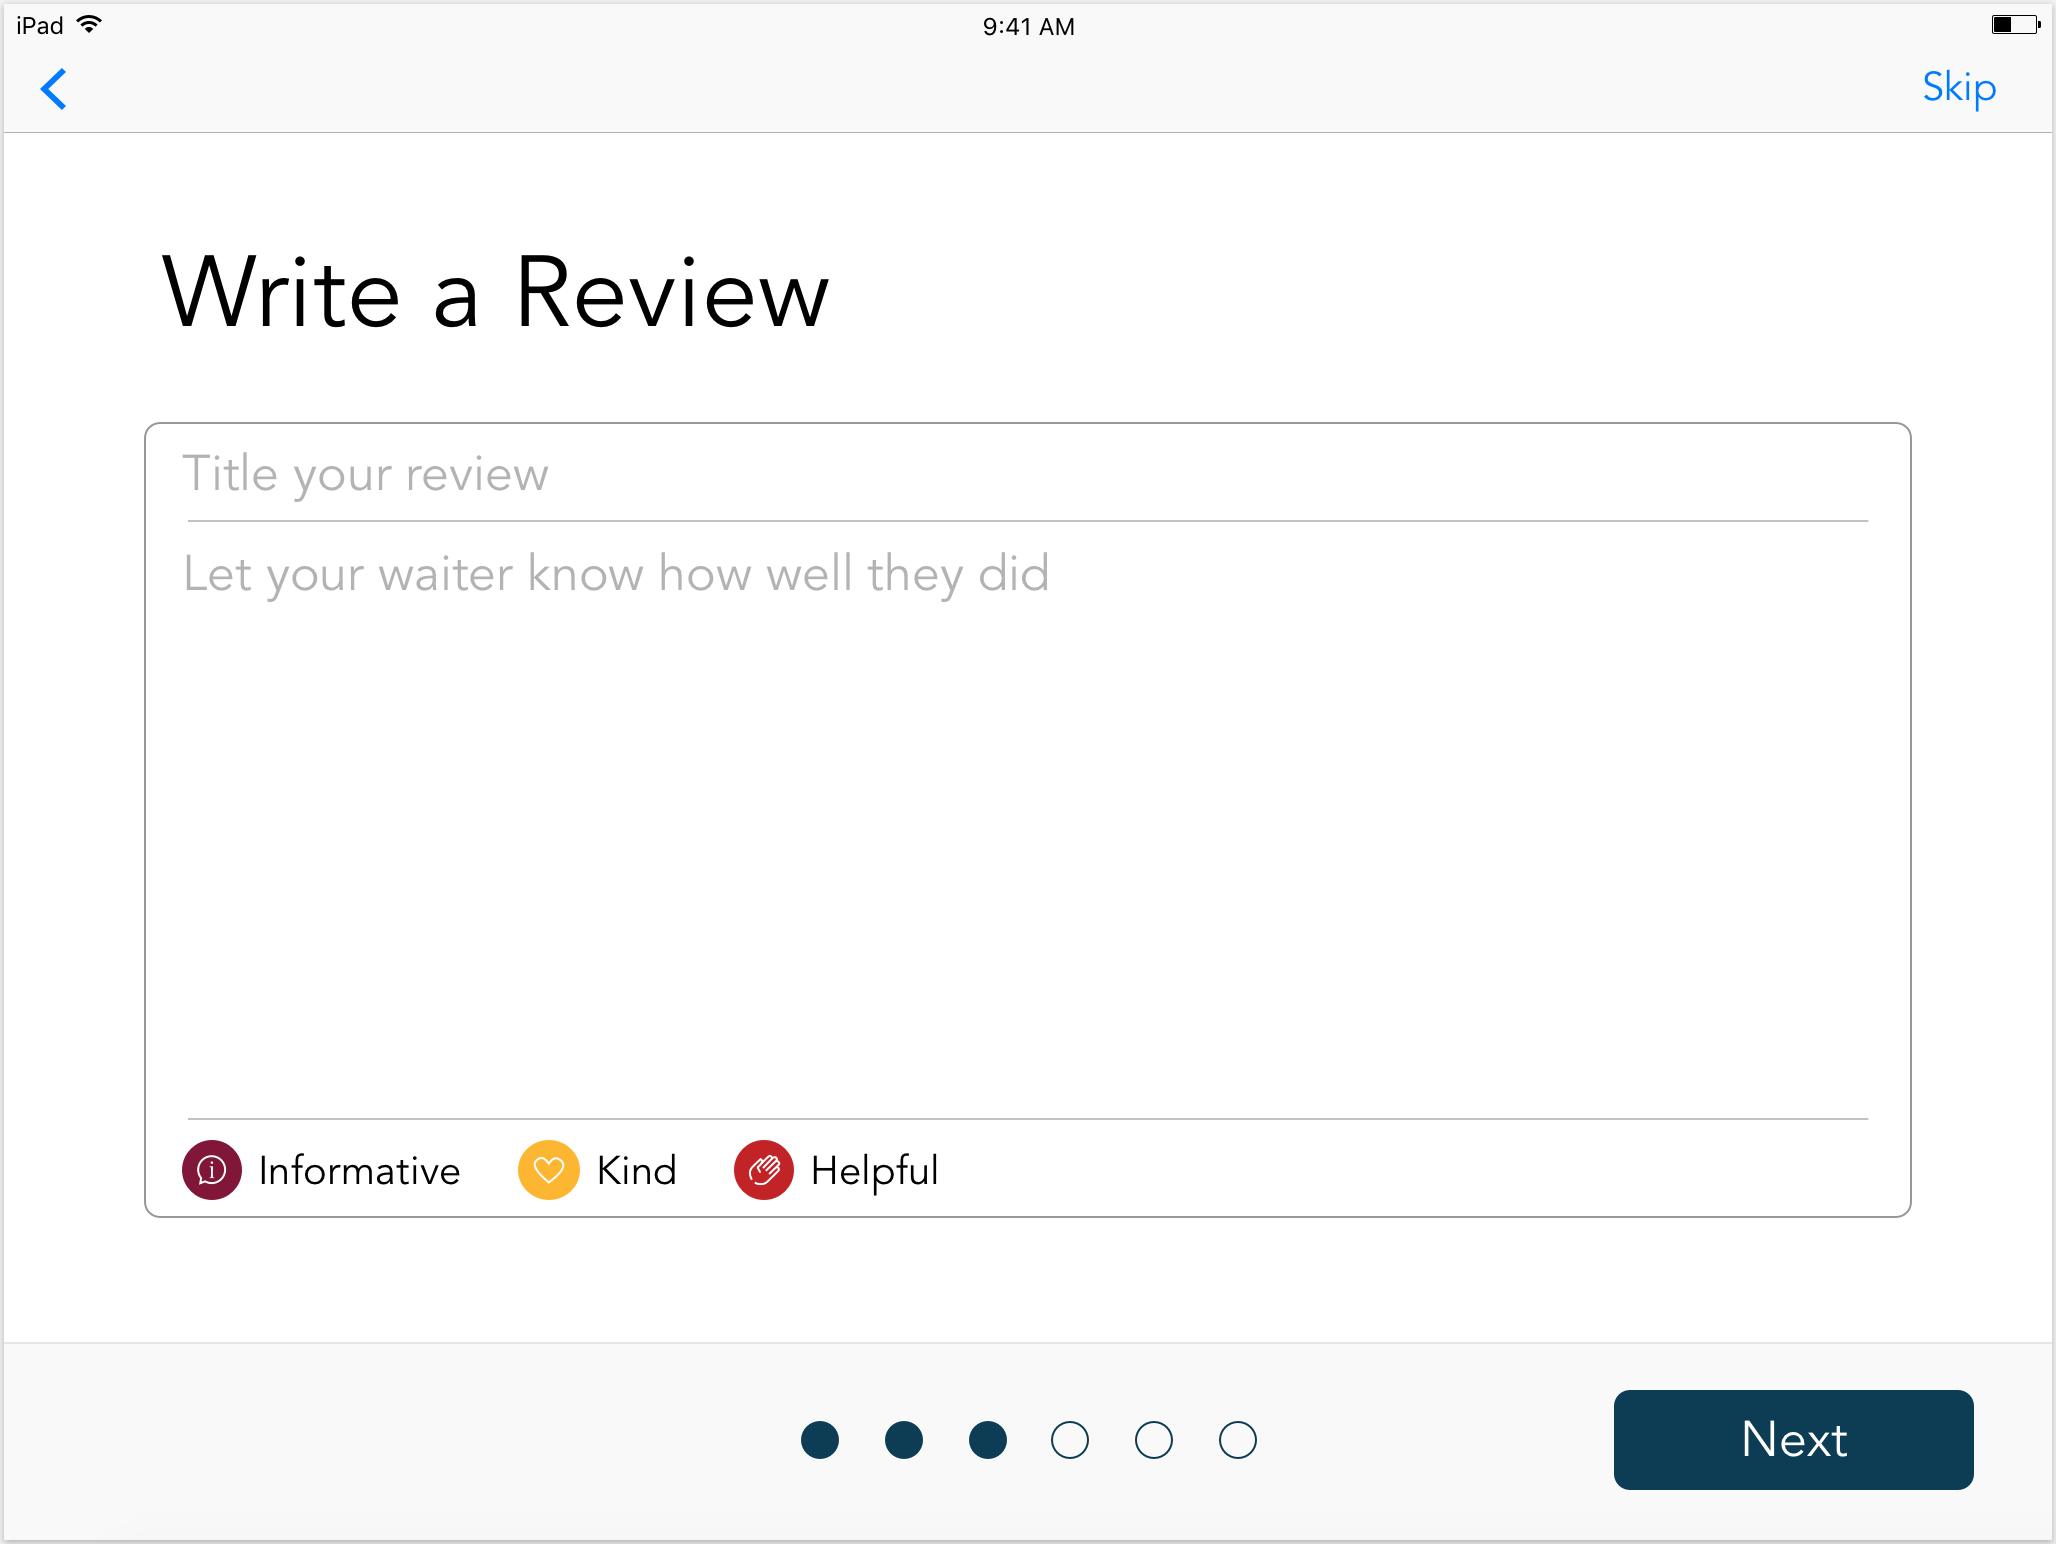 iPad 9:41 AM
Skip
Write a Review
Title your review
Let your waiter know how well they did
Informative Kind Helpful
Next